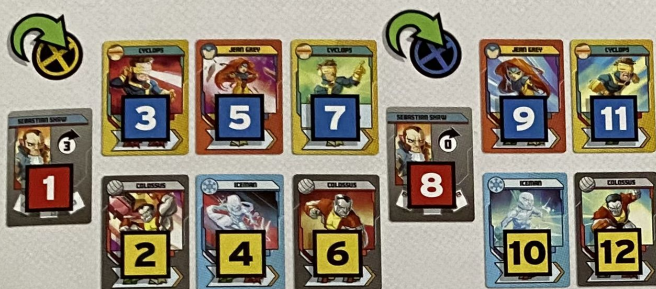 CYCLOPS
JEAN GREY
CYCLOPS
JEAN GREY
CYCLOPS
3
5
7
9
11
SEBASTIAN SHAW
3
1
SEBASTIAN SHAW
0
8
COLOSSUS
ICEMAN
COLOSSUS
ICEMAN
COLOSSUS
2
4
6
10
12